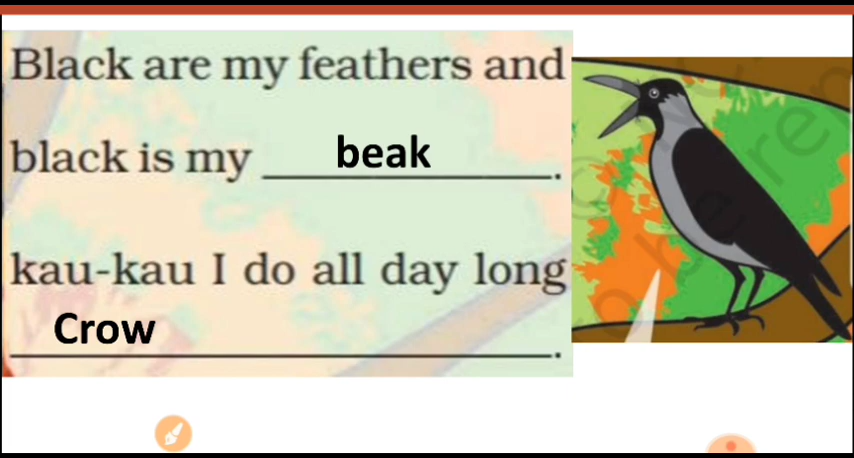 Black are my feathers and
black is my beak.
kau-kau I do all day long
Crow.